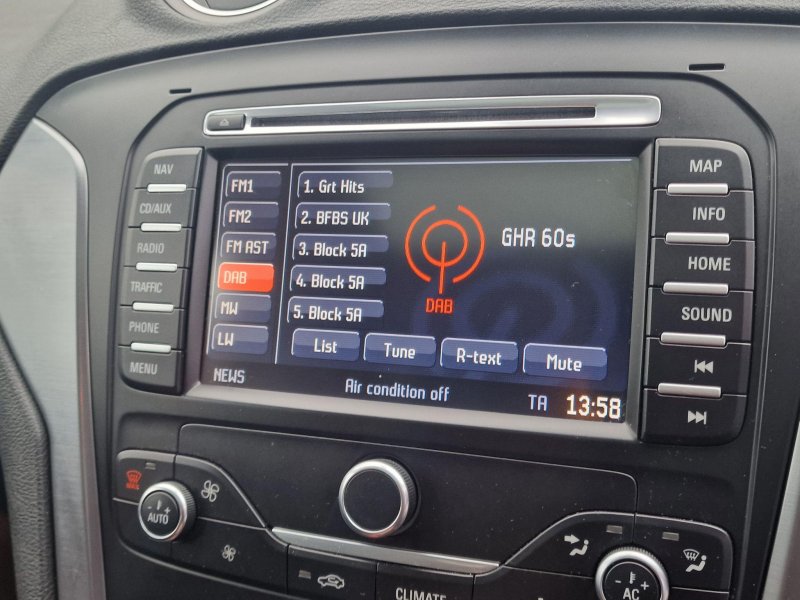 NAV
CD/AUX
RADIO
TRAFFIC
PHONE
MENU
FM1
FM2
FM AST
DAB
MW
LW
1. Grt Hits
2. BFBS UK
3. Block 5A
4. Block 5A
5. Block 5A
DAB
GHR 60s
List
Tune
R-text
Mute
NEWS
Air condition off
TA 13:58
MAP
INFO
HOME
SOUND
AUTO
CLIMATE
AC